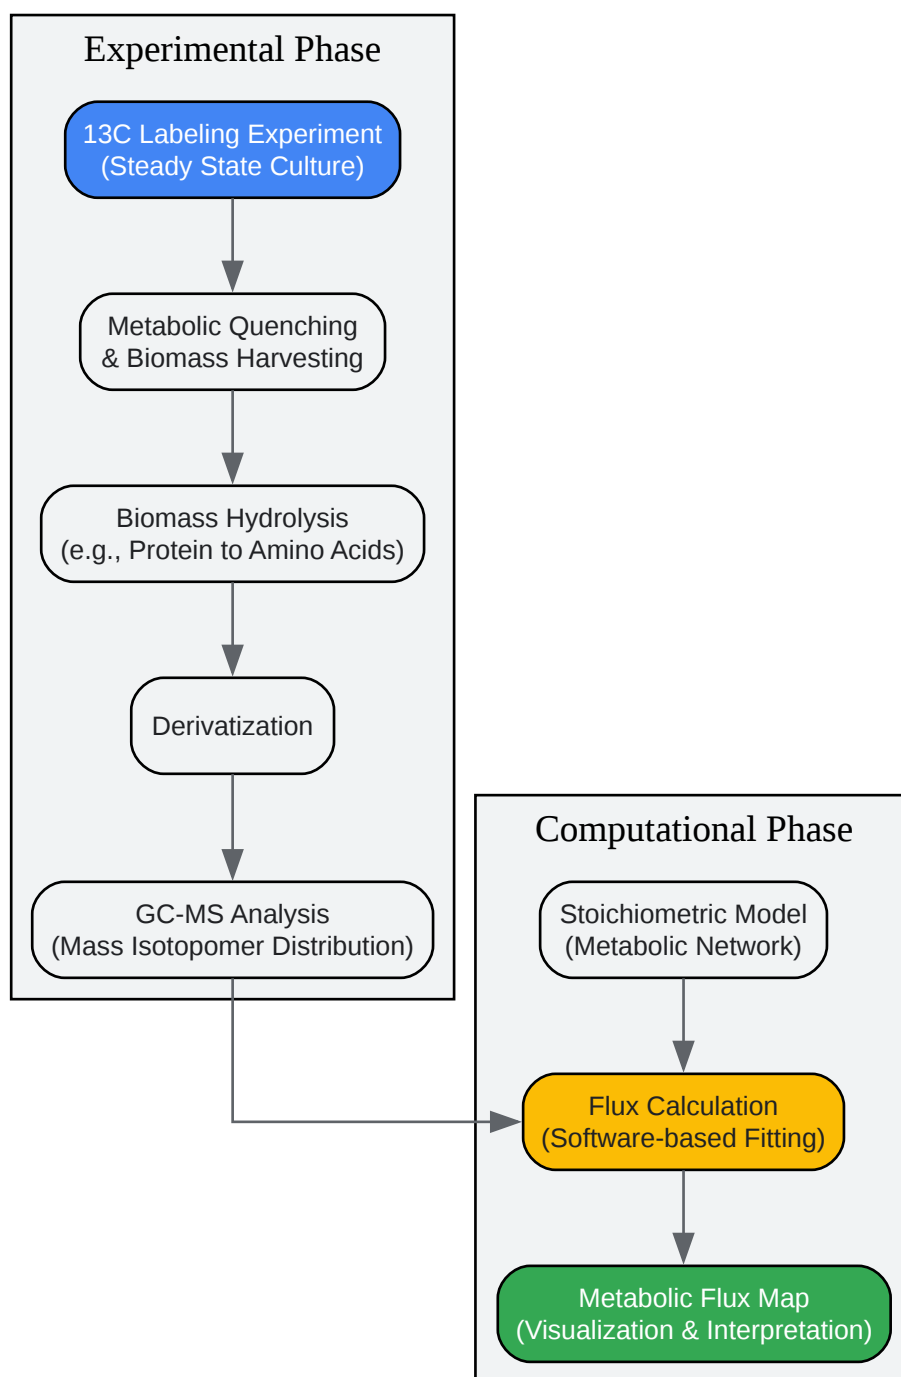 Experimental Phase
13C Labeling Experiment
(Steady State Culture)
Metabolic Quenching
& Biomass Harvesting
Biomass Hydrolysis
(e.g., Protein to Amino Acids)
Derivatization
GC-MS Analysis
(Mass Isotopomer Distribution)
Computational Phase
Stoichiometric Model
(Metabolic Network)
Flux Calculation
(Software-based Fitting)
Metabolic Flux Map
(Visualization & Interpretation)